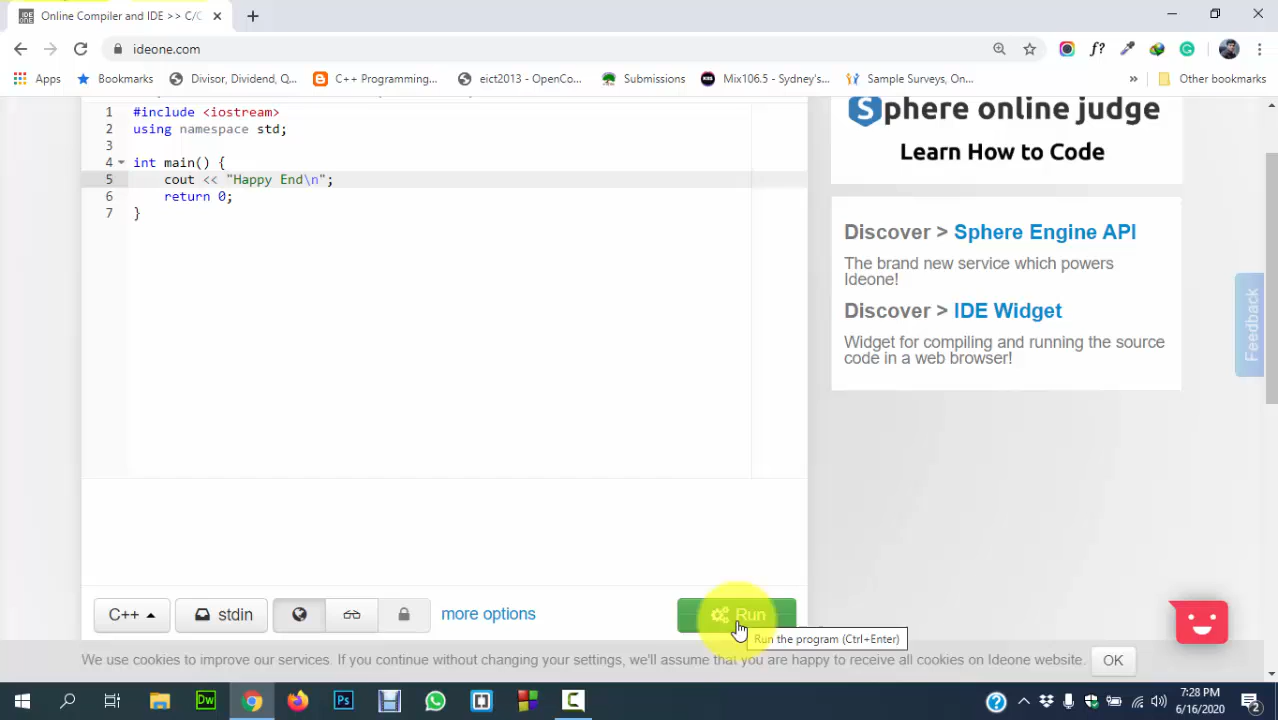 Online Compiler and IDE >> C/C
ideone.com
f?
Apps
Bookmarks
Divisor, Dividend, Q...
C++ Programming...
eict2013 - OpenCo...
Submissions
Mix106.5 - Sydney's...
Sample Surveys, On...
»
Other bookmarks
1 #include <iostream>
2 using namespace std;
3
4 int main() {
5 cout << "Happy End\n";
6 return 0;
7 }
Sphere online judge
Learn How to Code
Discover > Sphere Engine API
The brand new service which powers
Ideone!
Discover > IDE Widget
Widget for compiling and running the source
code in a web browser!
Feedback
C++
stdin
more options
Run
Run the program (Ctrl+Enter)
We use cookies to improve our services. If you continue without changing your settings, we'll assume that you are happy to receive all cookies on Ideone website.
OK
Dw
Ps
7:28 PM
6/16/2020
2